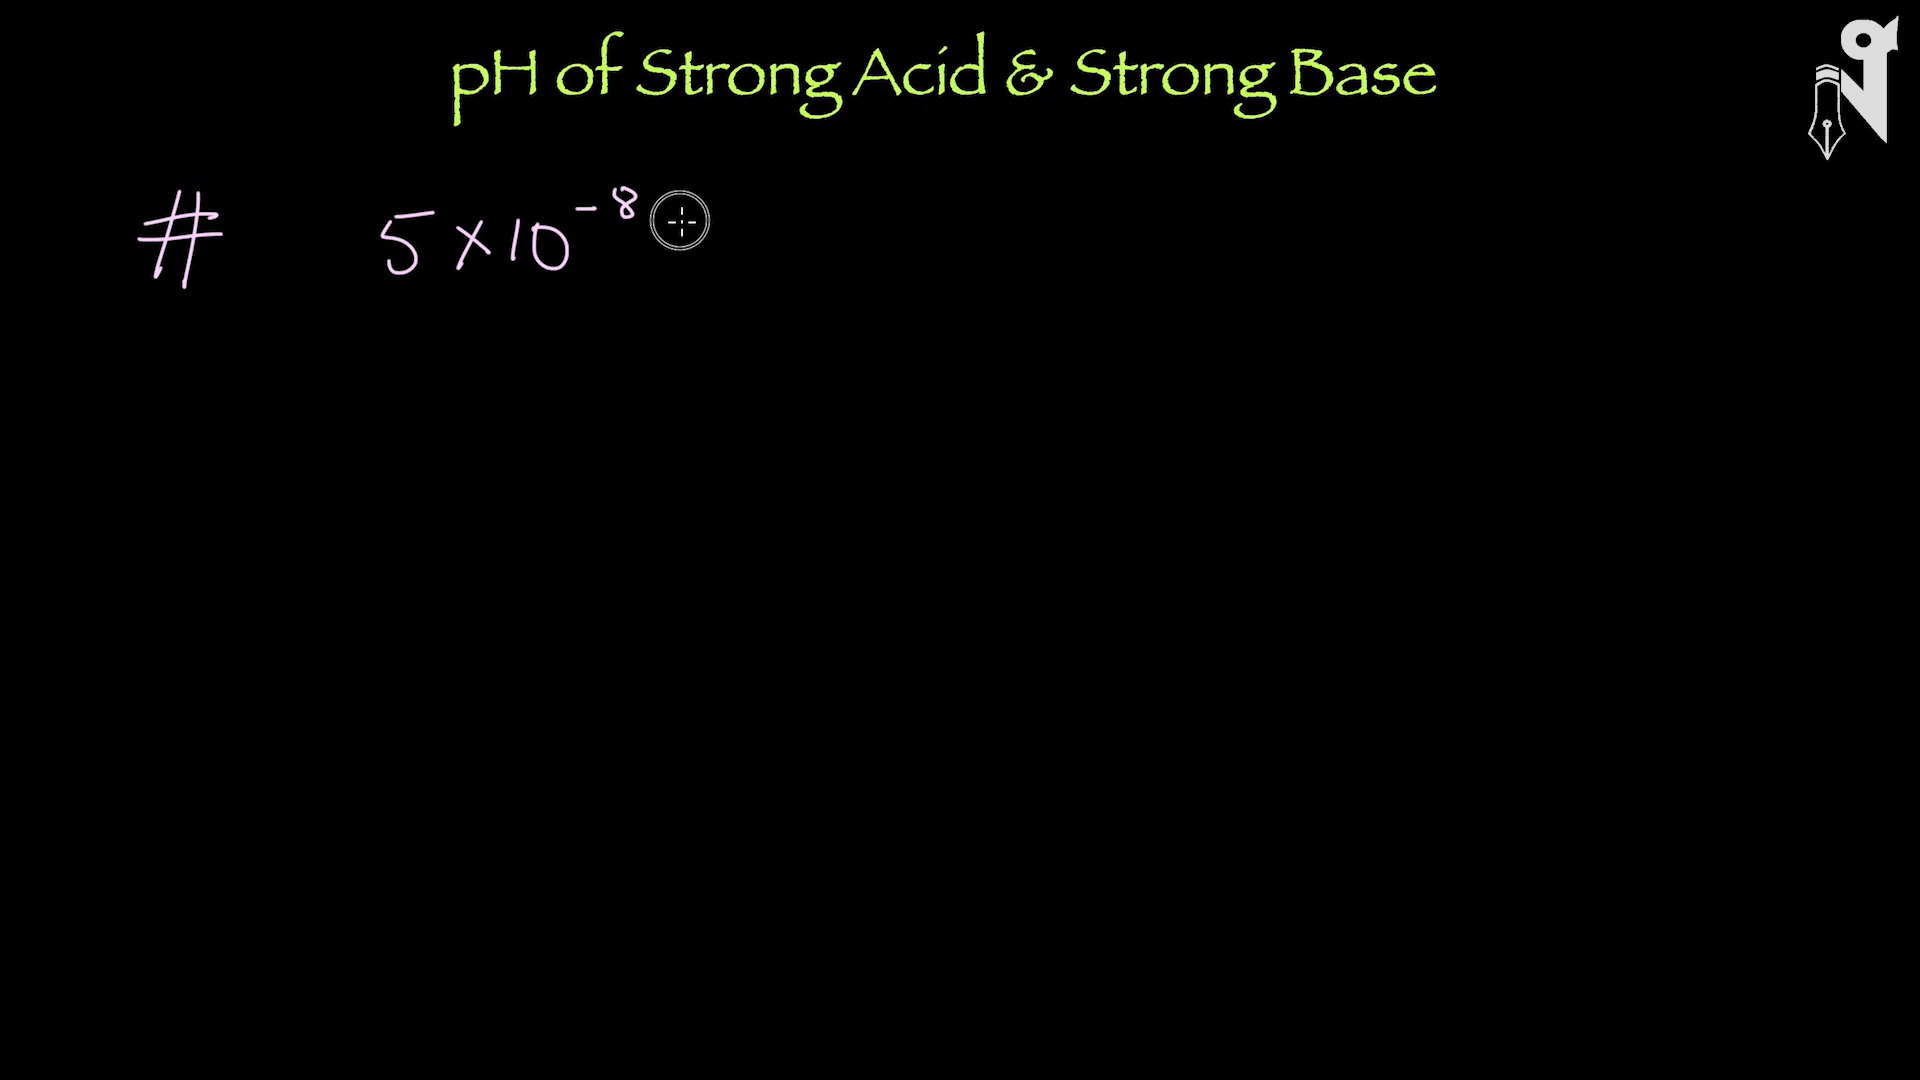 pH of Strong Acid & Strong Base
# 5 × 10⁻⁸